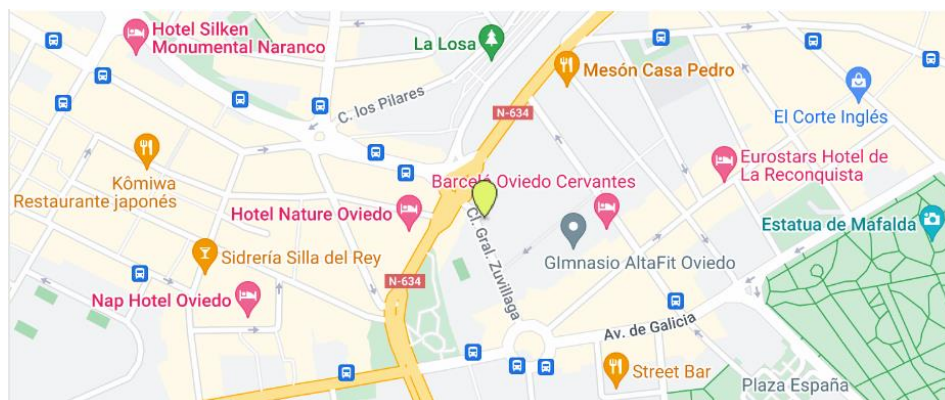 Hotel Silken
Monumental Naranco
La Losa
Mesón Casa Pedro
C. los Pilares
N-634
El Corte Inglés
Kômiwa
Restaurante japonés
Barceló Oviedo Cervantes
Eurostars Hotel de
La Reconquista
Hotel Nature Oviedo
Cl. Gral. Zuvillaga
Estatua de Mafalda
Sidrería Silla del Rey
GImnasio AltaFit Oviedo
N-634
Nap Hotel Oviedo
Av. de Galicia
Street Bar
Plaza España